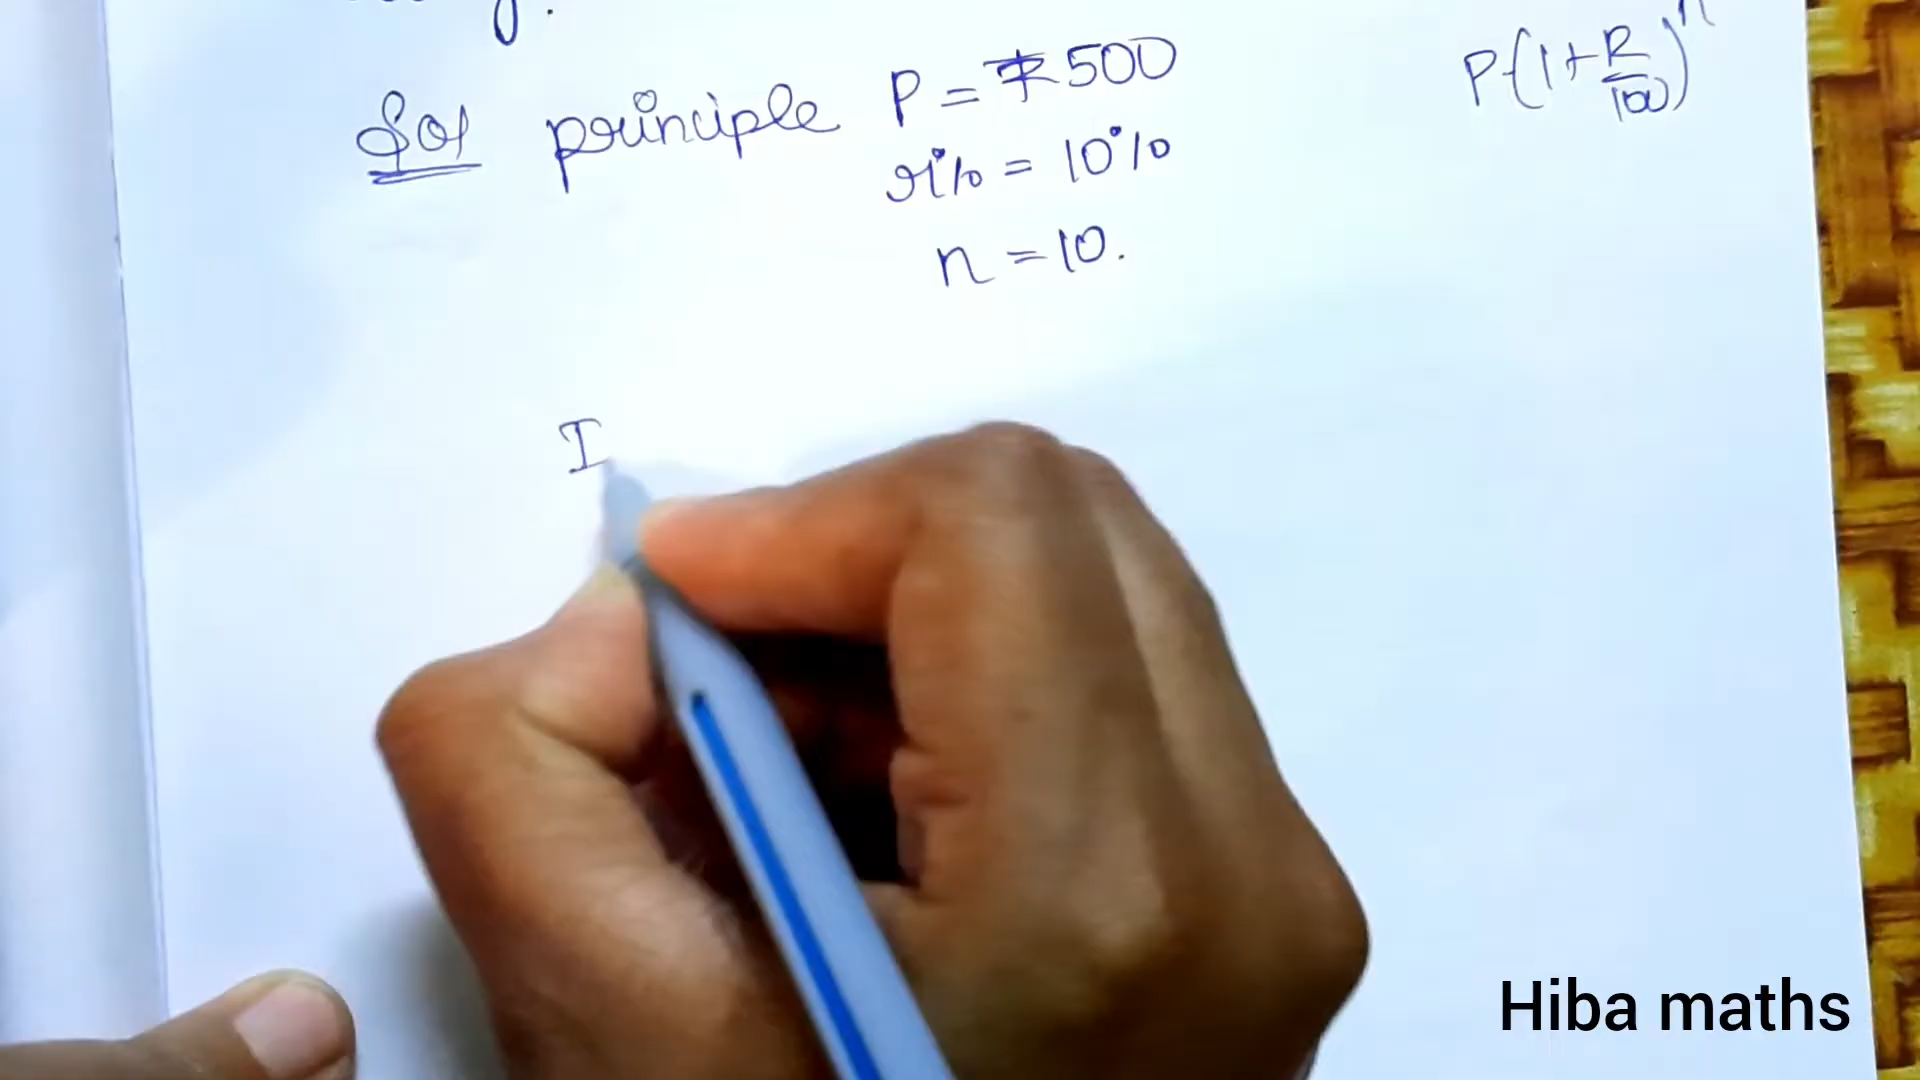 Sol principle P = ₹ 500
P(1+R/100)^n
r% = 10%
n = 10.
I
Hiba maths